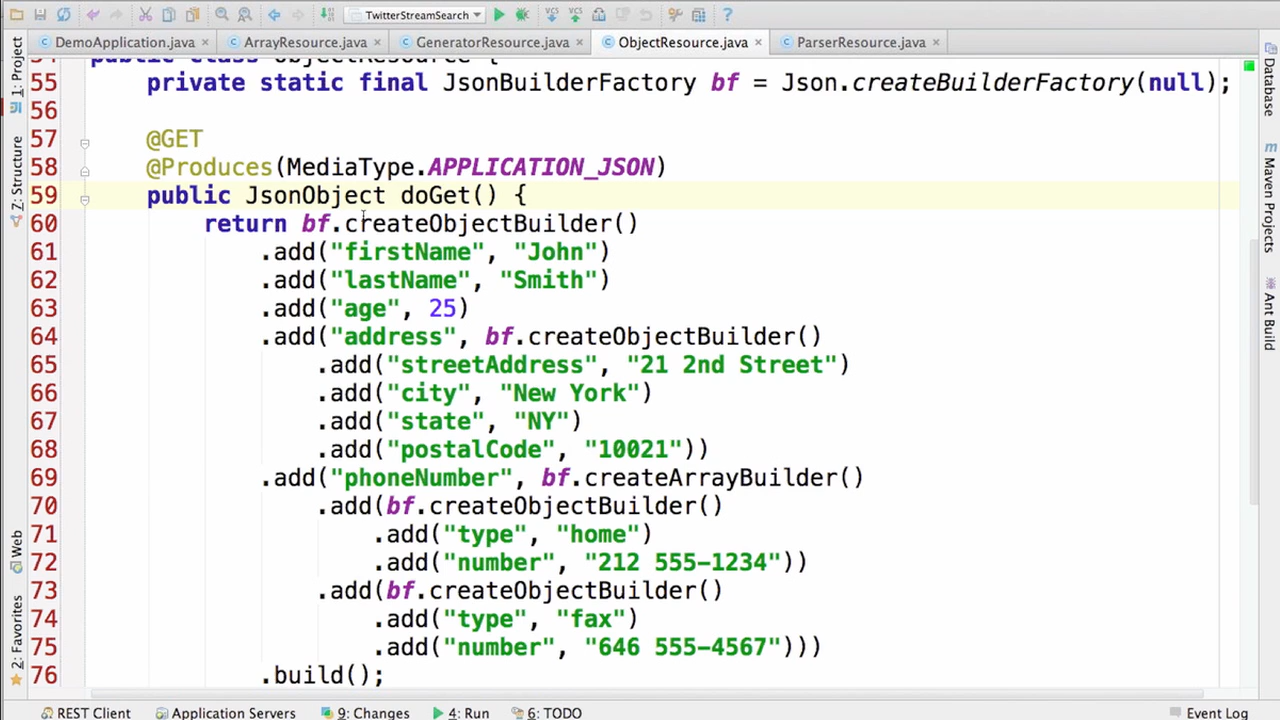 TwitterStreamSearch
DemoApplication.java
ArrayResource.java
GeneratorResource.java
ObjectResource.java
ParserResource.java
1: Project
Z: Structure
Web
2: Favorites
Database
Maven Projects
Ant Build
54 public class ObjectResource {
55 private static final JsonBuilderFactory bf = Json.createBuilderFactory(null);
56
57 @GET
58 @Produces(MediaType.APPLICATION_JSON)
59 public JsonObject doGet() {
60 return bf.createObjectBuilder()
61 .add("firstName", "John")
62 .add("lastName", "Smith")
63 .add("age", 25)
64 .add("address", bf.createObjectBuilder()
65 .add("streetAddress", "21 2nd Street")
66 .add("city", "New York")
67 .add("state", "NY")
68 .add("postalCode", "10021"))
69 .add("phoneNumber", bf.createArrayBuilder()
70 .add(bf.createObjectBuilder()
71 .add("type", "home")
72 .add("number", "212 555-1234"))
73 .add(bf.createObjectBuilder()
74 .add("type", "fax")
75 .add("number", "646 555-4567")))
76 .build();
REST Client
Application Servers
9: Changes
4: Run
6: TODO
Event Log